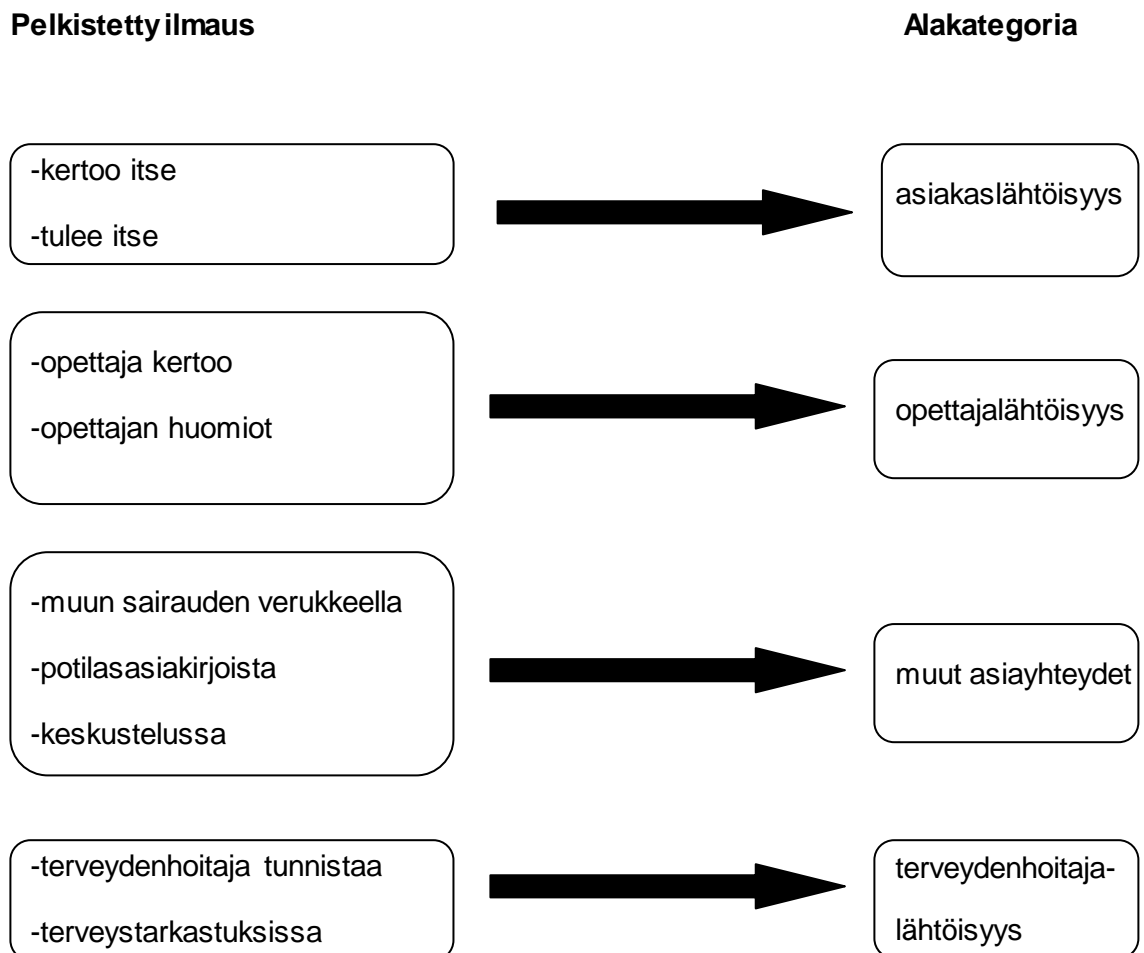 Pelkistetty ilmaus
Alakategoria
-kertoo itse
-tulee itse
asiakaslähtöisyys
-opettaja kertoo
-opettajan huomiot
opettajalähtöisyys
-muun sairauden verukkeella
-potilasasiakirjoista
-keskustelussa
muut asiayhteydet
-terveydenhoitaja tunnistaa
-terveystarkastuksissa
terveydenhoitaja-
lähtöisyys